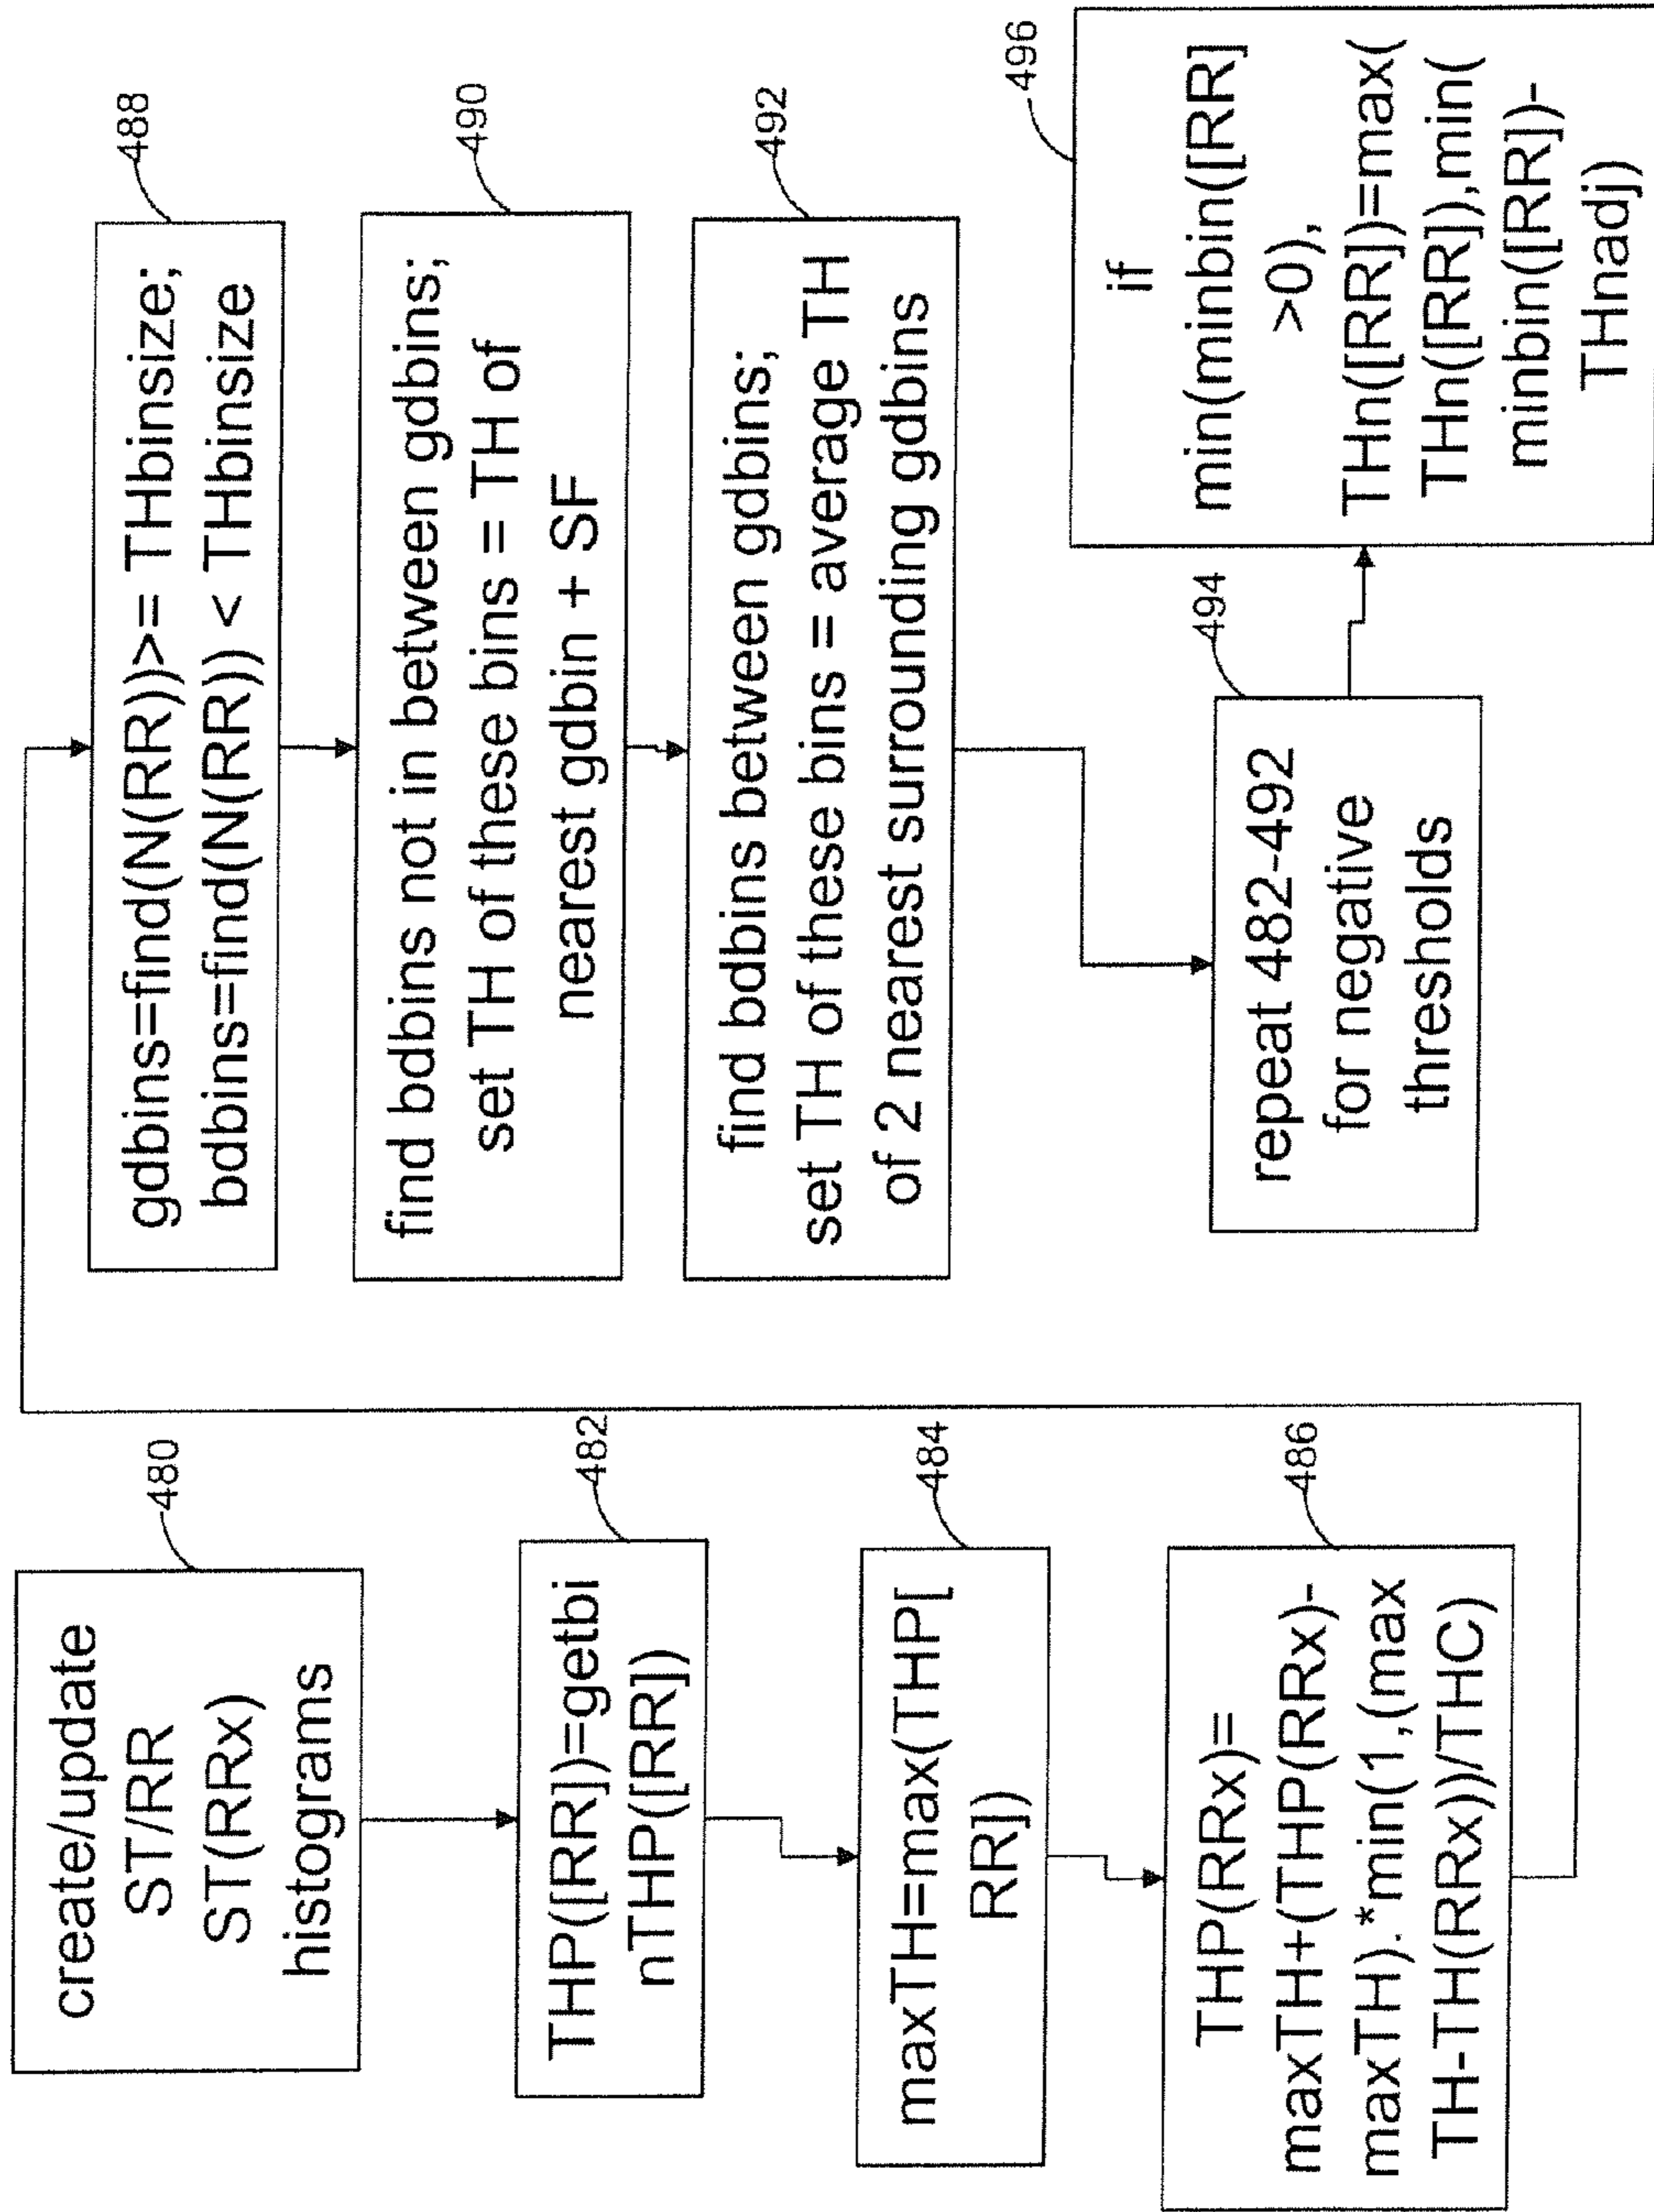 create/update
ST/RR
ST(RRx)
histograms
480
THP([RR])=getbi
nTHP([RR])
482
maxTH=max(THP[
RR])
484
THP(RRx)=
maxTH+(THP(RRx)-
maxTH).*min(1,(max
TH-TH(RRx))/THC)
486
gdbins=find(N(RR))>= THbinsize;
bdbins=find(N(RR)) < THbinsize
488
find bdbins not in between gdbins;
set TH of these bins = TH of
nearest gdbin + SF
490
find bdbins between gdbins;
set TH of these bins = average TH
of 2 nearest surrounding gdbins
492
repeat 482-492
for negative
thresholds
494
if
min(minbin([RR]
>0),
THn([RR])=max(
THn([RR]),min(
minbin([RR])-
THnadj)
496